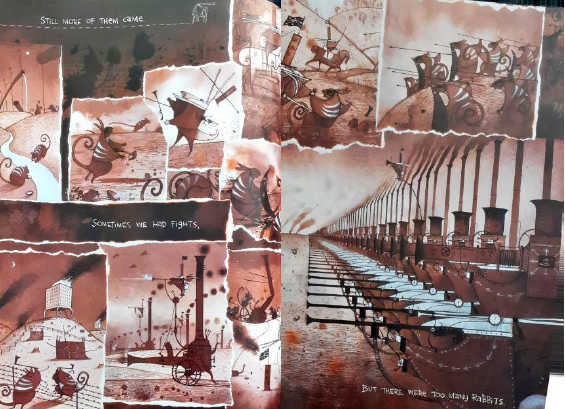 STILL MORE OF THEM CAME
SOMETIMES WE HAD FIGHTS,
BUT THERE WERE TOO MANY RABBITS.